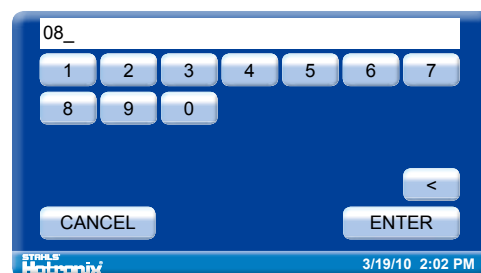 08_
1 2 3 4 5 6 7
8 9 0
<
CANCEL ENTER
STAHLS'
Hotronix 3/19/10 2:02 PM